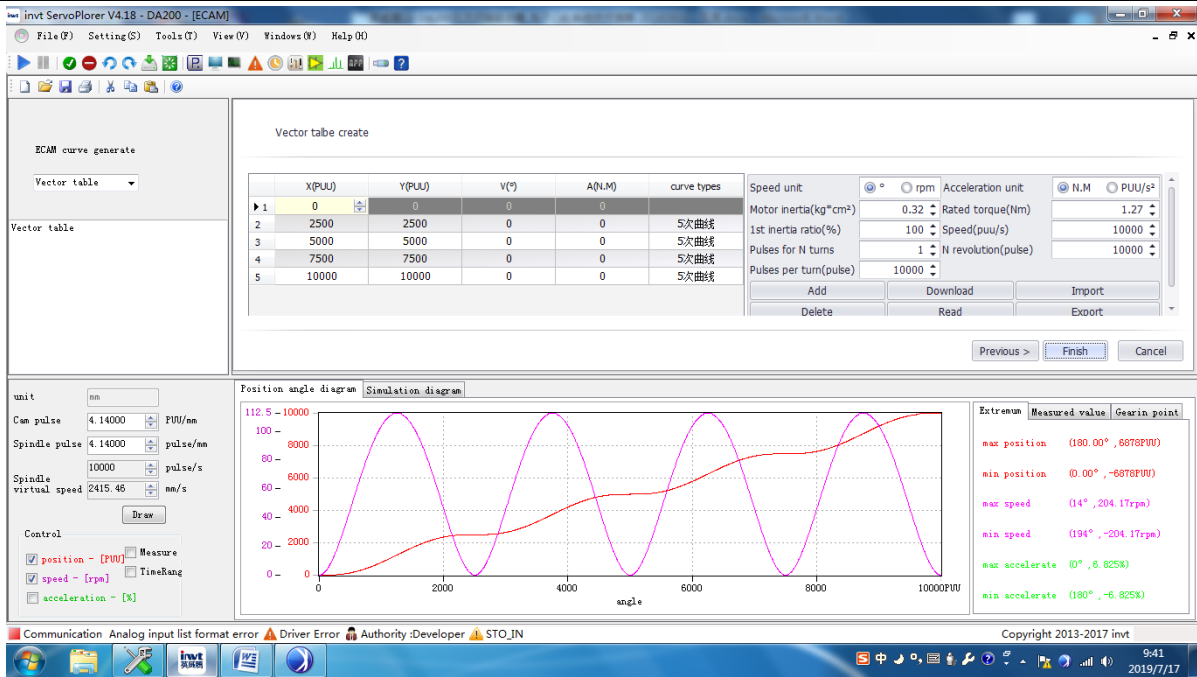 invt ServoPlorer V4.18 - DA200 - [ECAM]
File(F) Setting(S) Tools(T) View(V) Windows(W) Help(H)
ECAM curve generate
Vector table
Vector table
Vector talbe create
X(PUU) Y(PUU) V(°) A(N.M) curve types
1 0 0 0 0
2 2500 2500 0 0 5次曲线
3 5000 5000 0 0 5次曲线
4 7500 7500 0 0 5次曲线
5 10000 10000 0 0 5次曲线
Speed unit ° rpm Acceleration unit N.M PUU/s²
Motor inertia(kg*cm²) 0.32 Rated torque(Nm) 1.27
1st inertia ratio(%) 100 Speed(puu/s) 10000
Pulses for N turns 1 N revolution(pulse) 10000
Pulses per turn(pulse) 10000
Add Download Import
Delete Read Export
Previous > Finish Cancel
unit mm
Cam pulse 4.14000 PUU/mm
Spindle pulse 4.14000 pulse/mm
10000 pulse/s
Spindle virtual speed 2415.46 mm/s
Draw
Control
position - [PUU] Measure
speed - [rpm] TimeRang
acceleration - [%]
Position angle diagram Simulation diagram
112.5 10000
100
8000
80
6000
60
4000
40
2000
20
0 0
0 2000 4000 6000 8000 10000PUU
angle
Extremum Measured value Gearin point
max position (180.00° ,6878PUU)
min position (0.00° ,-6878PUU)
max speed (14° ,204.17rpm)
min speed (194° ,-204.17rpm)
max accelerate (0° ,6.825%)
min accelerate (180° ,-6.825%)
Communication Analog input list format error Driver Error Authority :Developer STO_IN Copyright 2013-2017 invt
invt
英威腾
中
9:41
2019/7/17